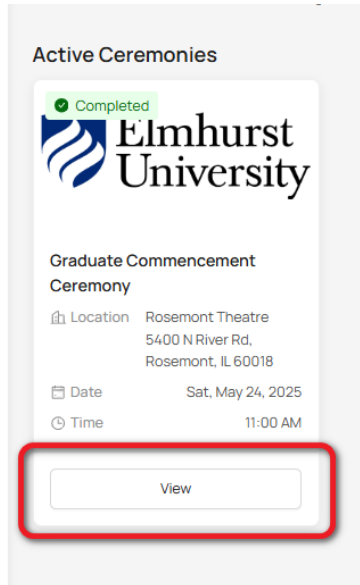 Active Ceremonies
Completed
Elmhurst
University
Graduate Commencement
Ceremony
Location Rosemont Theatre
5400 N River Rd,
Rosemont, IL 60018
Date Sat, May 24, 2025
Time 11:00 AM
View